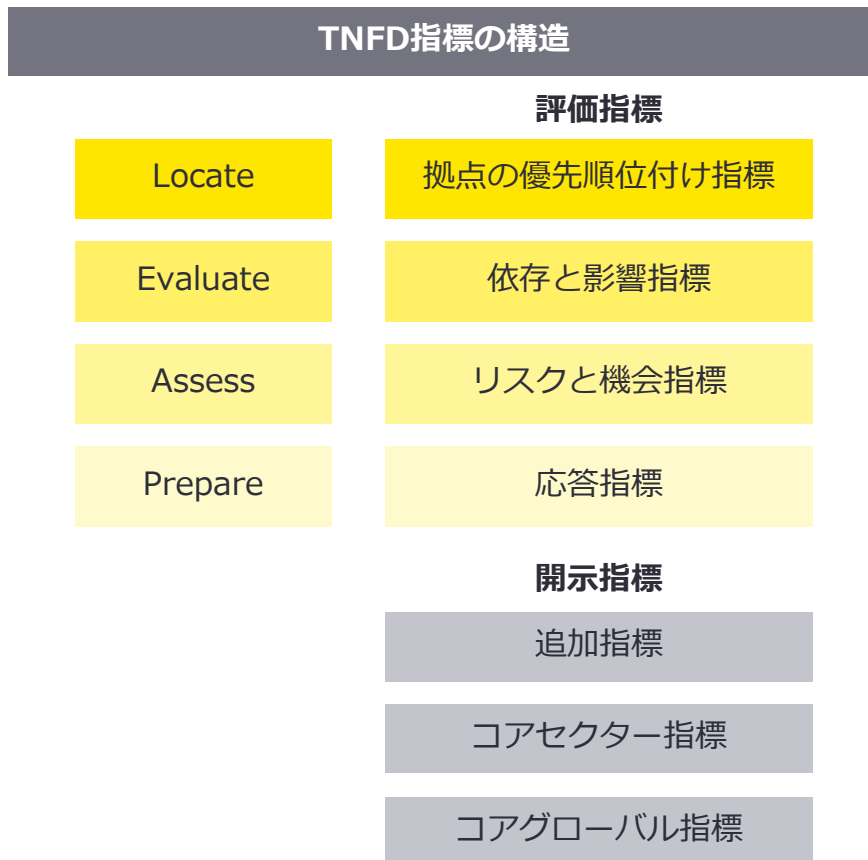 TNFD指標の構造
評価指標
Locate
拠点の優先順位付け指標
Evaluate
依存と影響指標
Assess
リスクと機会指標
Prepare
応答指標
開示指標
追加指標
コアセクター指標
コアグローバル指標